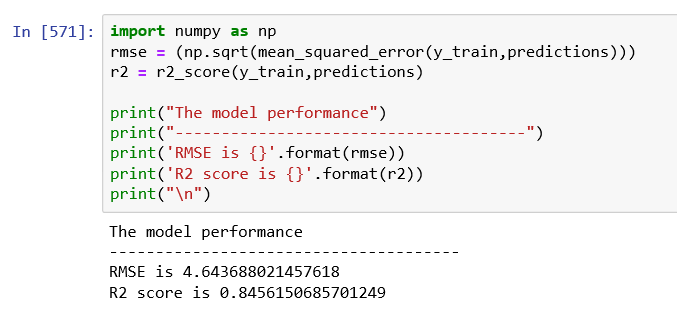 In [571]: import numpy as np
rmse = (np.sqrt(mean_squared_error(y_train,predictions)))
r2 = r2_score(y_train,predictions)
print("The model performance")
print("--------------------------------------")
print('RMSE is {}'.format(rmse))
print('R2 score is {}'.format(r2))
print("\n")
The model performance
--------------------------------------
RMSE is 4.643688021457618
R2 score is 0.8456150685701249